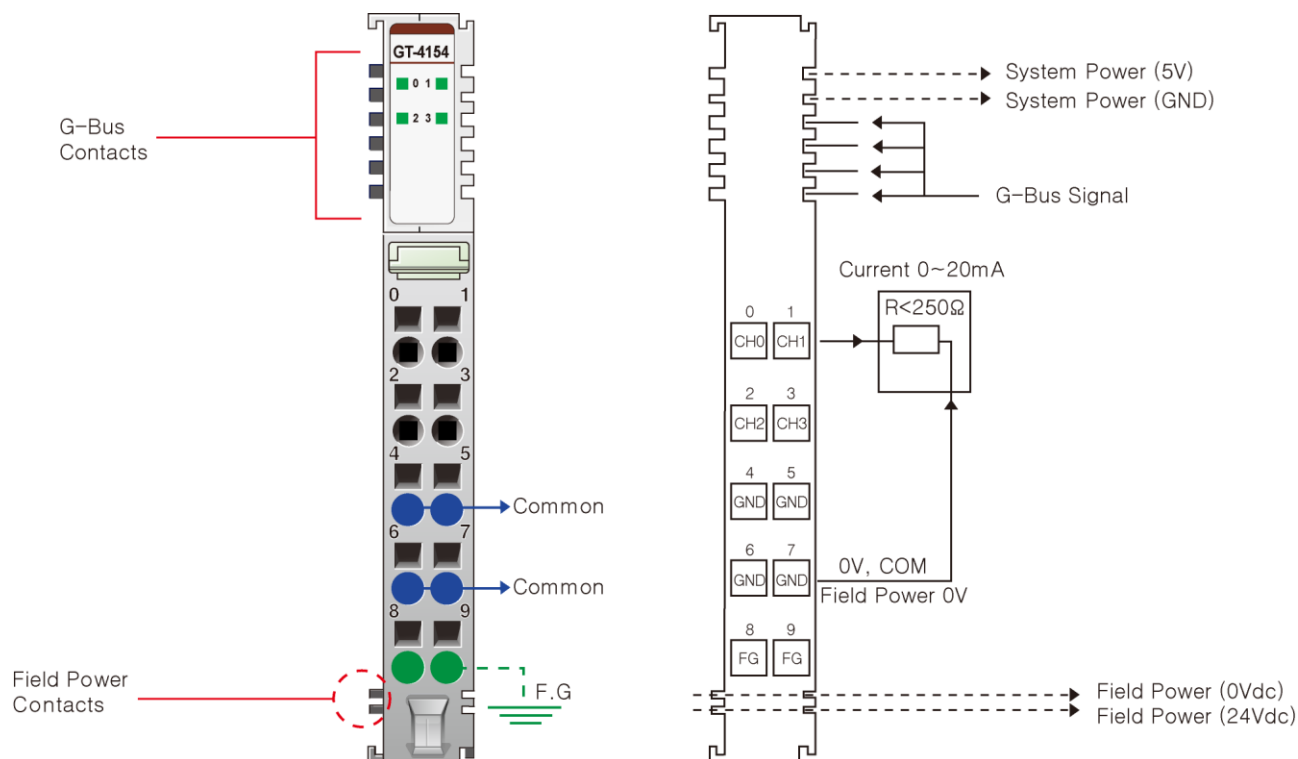 GT-4154
0 1
2 3
G-Bus
Contacts
0 1
2 3
4 5
Common
6 7
Common
8 9
F.G
Field Power
Contacts
System Power (5V)
System Power (GND)
G-Bus Signal
Current 0~20mA
R<250Ω
0 1
CH0 CH1
2 3
CH2 CH3
4 5
GND GND
6 7
GND GND
0V, COM
Field Power 0V
8 9
FG FG
Field Power (0Vdc)
Field Power (24Vdc)